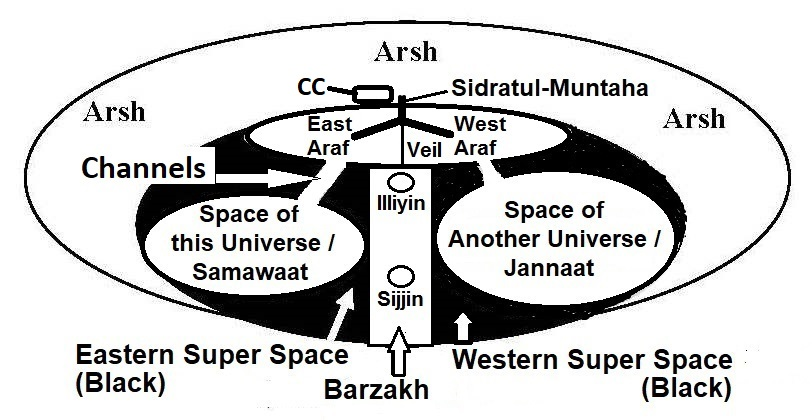 Arsh
CC
Sidratul-Muntaha
Arsh
Arsh
East
Araf
Veil
West
Araf
Channels
Illiyin
Space of
this Universe /
Samawaat
Space of
Another Universe /
Jannaat
Sijjin
Eastern Super Space
(Black)
Barzakh
Western Super Space
(Black)